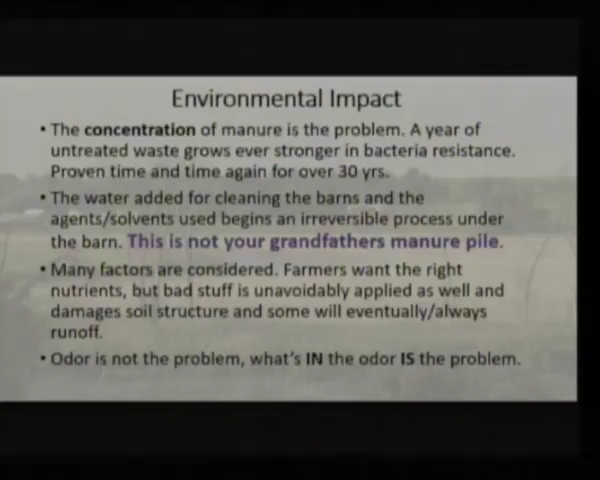 Environmental Impact
• The concentration of manure is the problem. A year of
untreated waste grows ever stronger in bacteria resistance.
Proven time and time again for over 30 yrs.
• The water added for cleaning the barns and the
agents/solvents used begins an irreversible process under
the barn. This is not your grandfathers manure pile.
• Many factors are considered. Farmers want the right
nutrients, but bad stuff is unavoidably applied as well and
damages soil structure and some will eventually/always
runoff.
• Odor is not the problem, what's IN the odor IS the problem.